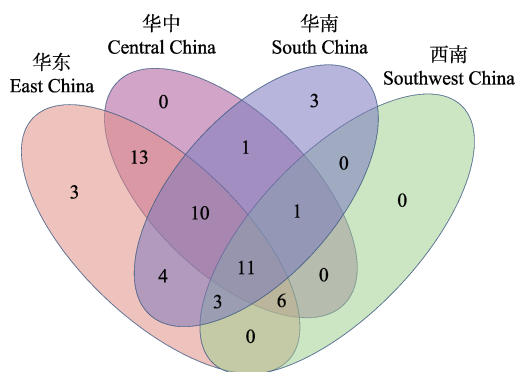 华中
Central China
华南
South China
华东
East China
西南
Southwest China
0
3
13
1
0
3
10
1
0
4
11
0
3
6
0